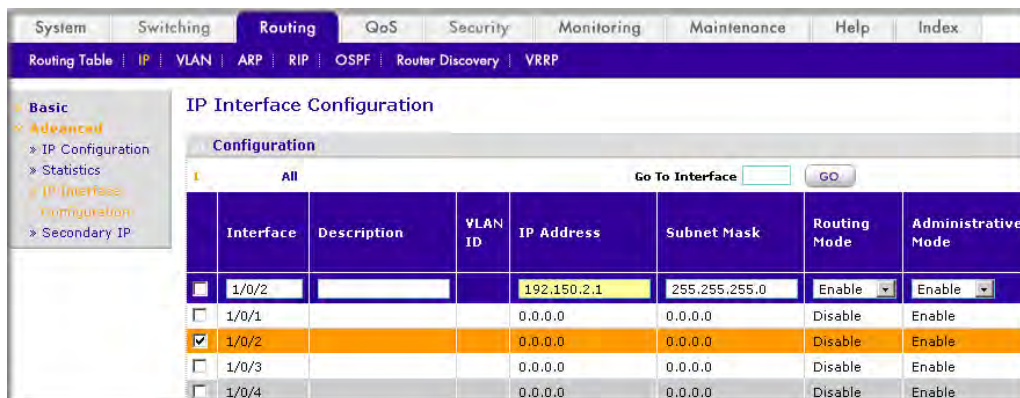 System Switching Routing QoS Security Monitoring Maintenance Help Index
Routing Table | IP | VLAN | ARP | RIP | OSPF | Router Discovery | VRRP
Basic
Advanced
» IP Configuration
» Statistics
» IP Interface
Configuration
» Secondary IP
IP Interface Configuration
Configuration
1 All Go To Interface GO
Interface Description VLAN ID IP Address Subnet Mask Routing Mode Administrative Mode
1/0/2 192.150.2.1 255.255.255.0 Enable Enable
1/0/1 0.0.0.0 0.0.0.0 Disable Enable
1/0/2 0.0.0.0 0.0.0.0 Disable Enable
1/0/3 0.0.0.0 0.0.0.0 Disable Enable
1/0/4 0.0.0.0 0.0.0.0 Disable Enable